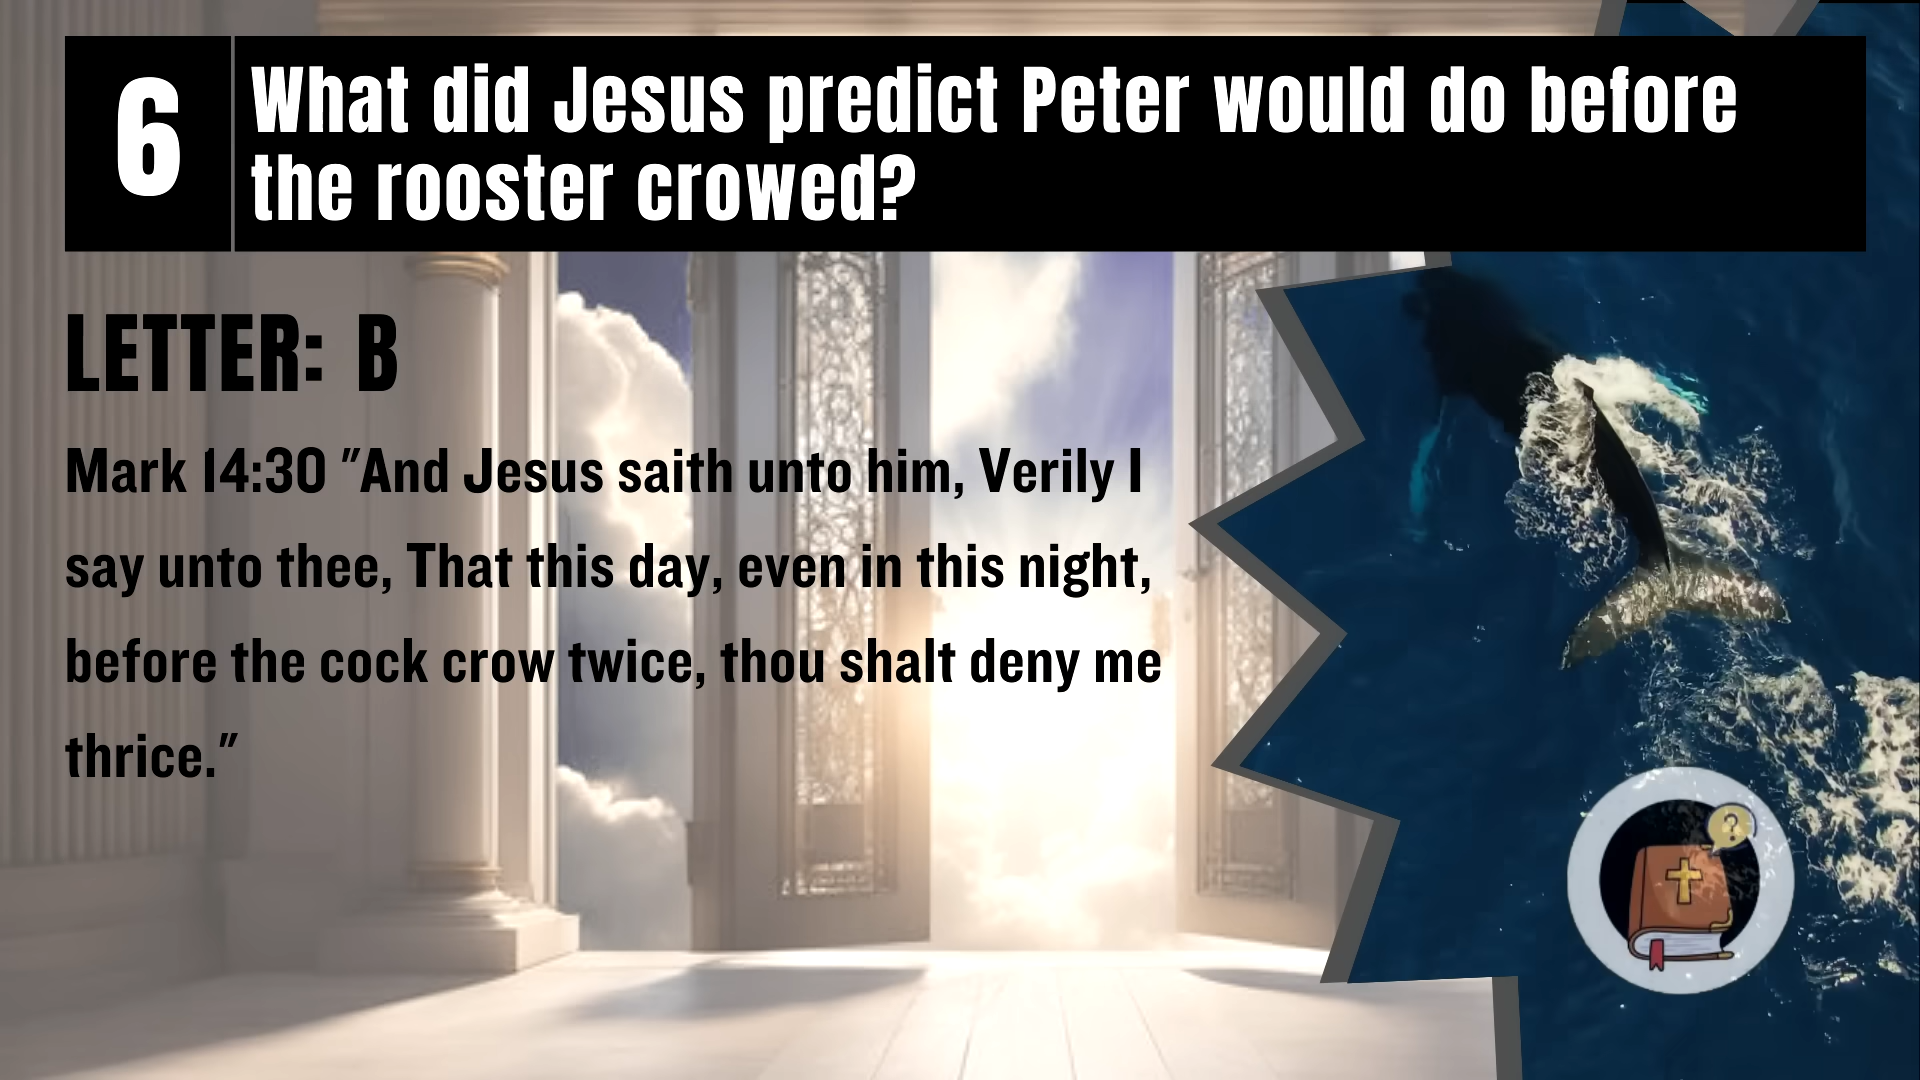 6
What did Jesus predict Peter would do before
the rooster crowed?
LETTER: B
Mark 14:30 "And Jesus saith unto him, Verily I
say unto thee, That this day, even in this night,
before the cock crow twice, thou shalt deny me
thrice."
?